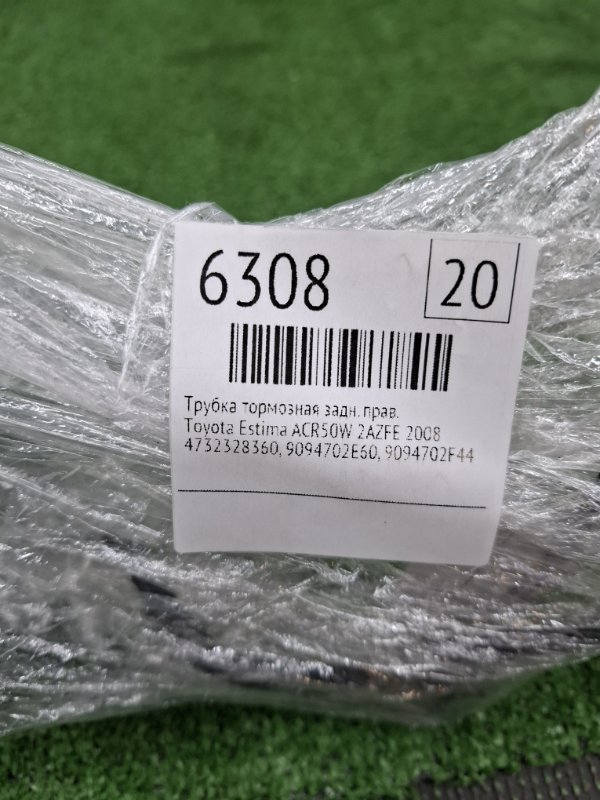 6308
20
Трубка тормозная задн. прав.
Toyota Estima ACR50W 2AZFE 2008
4732328360, 9094702E60, 9094702F44